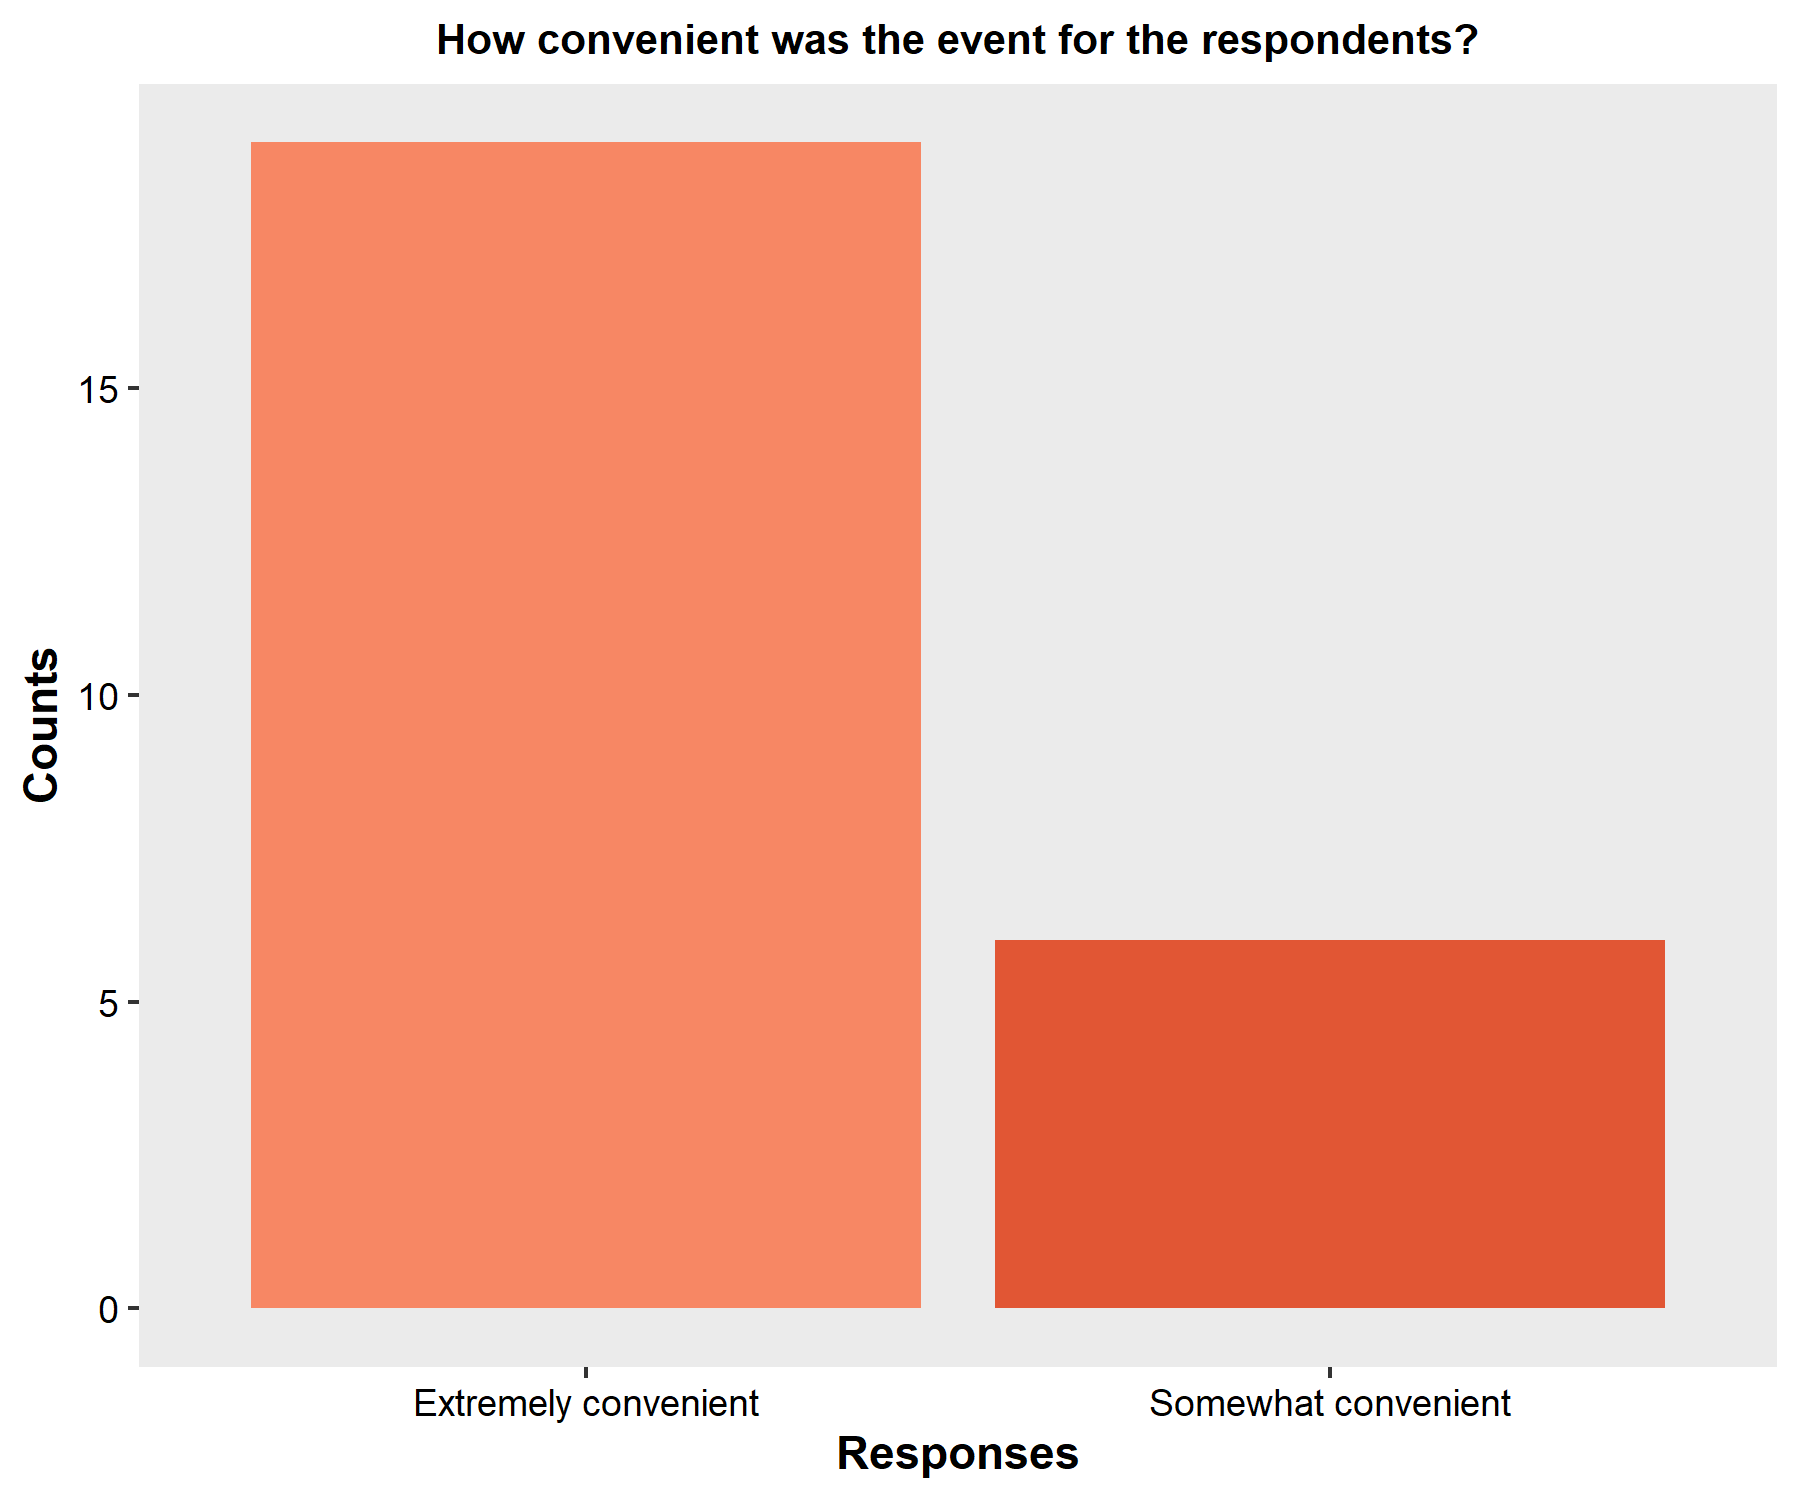 How convenient was the event for the respondents?
Counts
15
10
5
0
Extremely convenient
Somewhat convenient
Responses